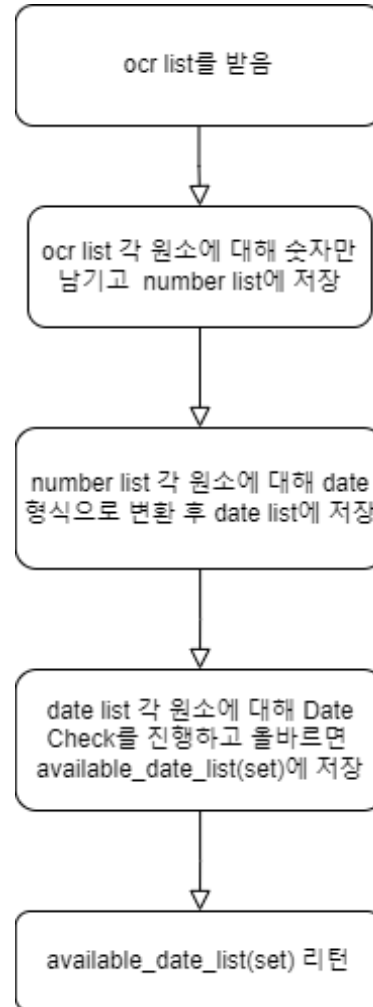 ocr list를 받음
ocr list 각 원소에 대해 숫자만
남기고 number list에 저장
number list 각 원소에 대해 date
형식으로 변환 후 date list에 저장
date list 각 원소에 대해 Date
Check를 진행하고 올바르면
available_date_list(set)에 저장
available_date_list(set) 리턴